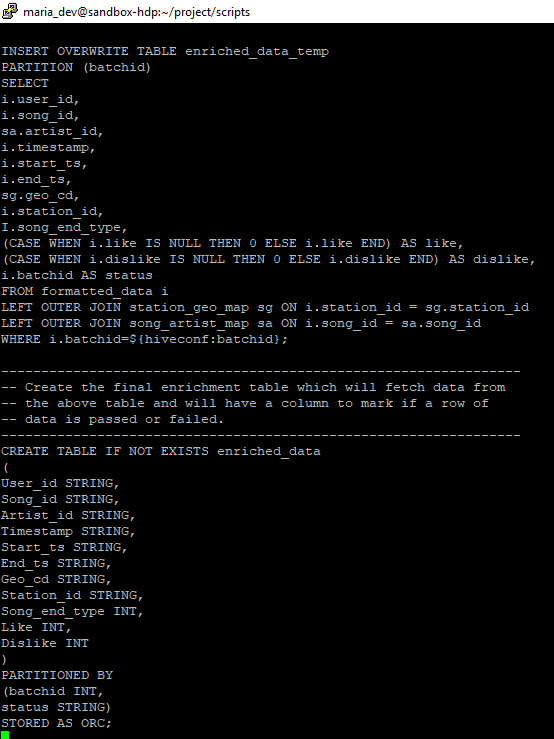 maria_dev@sandbox-hdp:~/project/scripts
INSERT OVERWRITE TABLE enriched_data_temp
PARTITION (batchid)
SELECT
i.user_id,
i.song_id,
sa.artist_id,
i.timestamp,
i.start_ts,
i.end_ts,
sg.geo_cd,
i.station_id,
I.song_end_type,
(CASE WHEN i.like IS NULL THEN 0 ELSE i.like END) AS like,
(CASE WHEN i.dislike IS NULL THEN 0 ELSE i.dislike END) AS dislike,
i.batchid AS status
FROM formatted_data i
LEFT OUTER JOIN station_geo_map sg ON i.station_id = sg.station_id
LEFT OUTER JOIN song_artist_map sa ON i.song_id = sa.song_id
WHERE i.batchid=${hiveconf:batchid};
----------------------------------------------------------------
-- Create the final enrichment table which will fetch data from
-- the above table and will have a column to mark if a row of
-- data is passed or failed.
----------------------------------------------------------------
CREATE TABLE IF NOT EXISTS enriched_data
(
User_id STRING,
Song_id STRING,
Artist_id STRING,
Timestamp STRING,
Start_ts STRING,
End_ts STRING,
Geo_cd STRING,
Station_id STRING,
Song_end_type INT,
Like INT,
Dislike INT
)
PARTITIONED BY
(batchid INT,
status STRING)
STORED AS ORC;